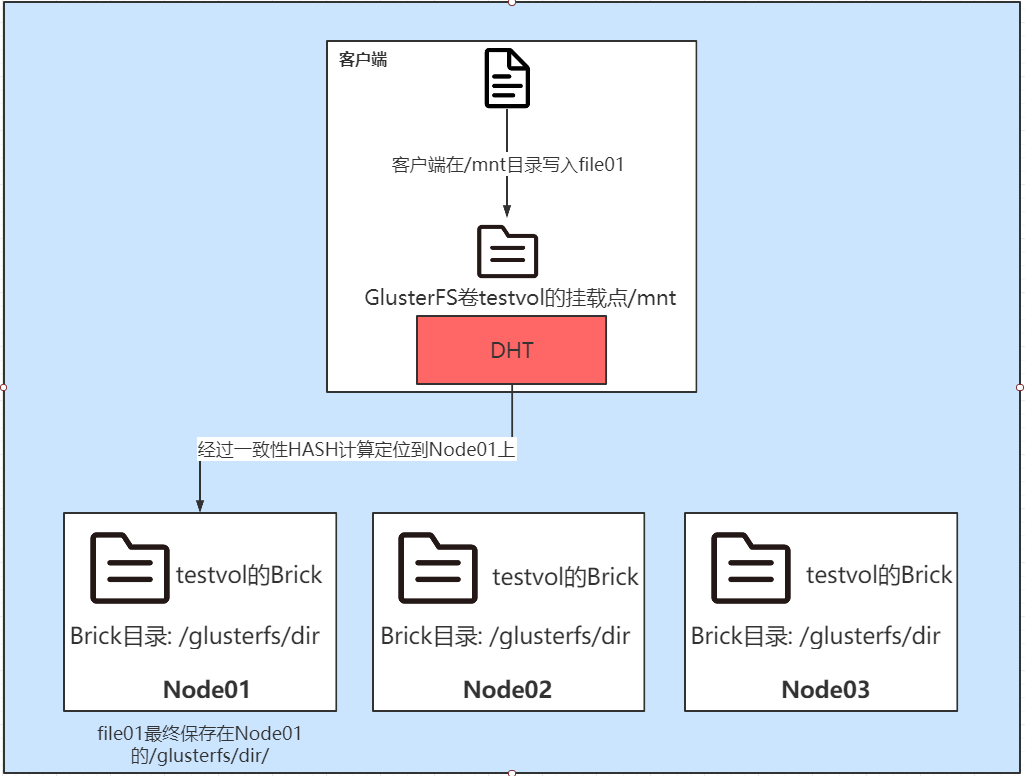 客户端
客户端在/mnt目录写入file01
GlusterFS卷testvol的挂载点/mnt
DHT
经过一致性HASH计算定位到Node01上
testvol的Brick
Brick目录: /glusterfs/dir
Node01
testvol的Brick
Brick目录: /glusterfs/dir
Node02
testvol的Brick
Brick目录: /glusterfs/dir
Node03
file01最终保存在Node01
的/glusterfs/dir/